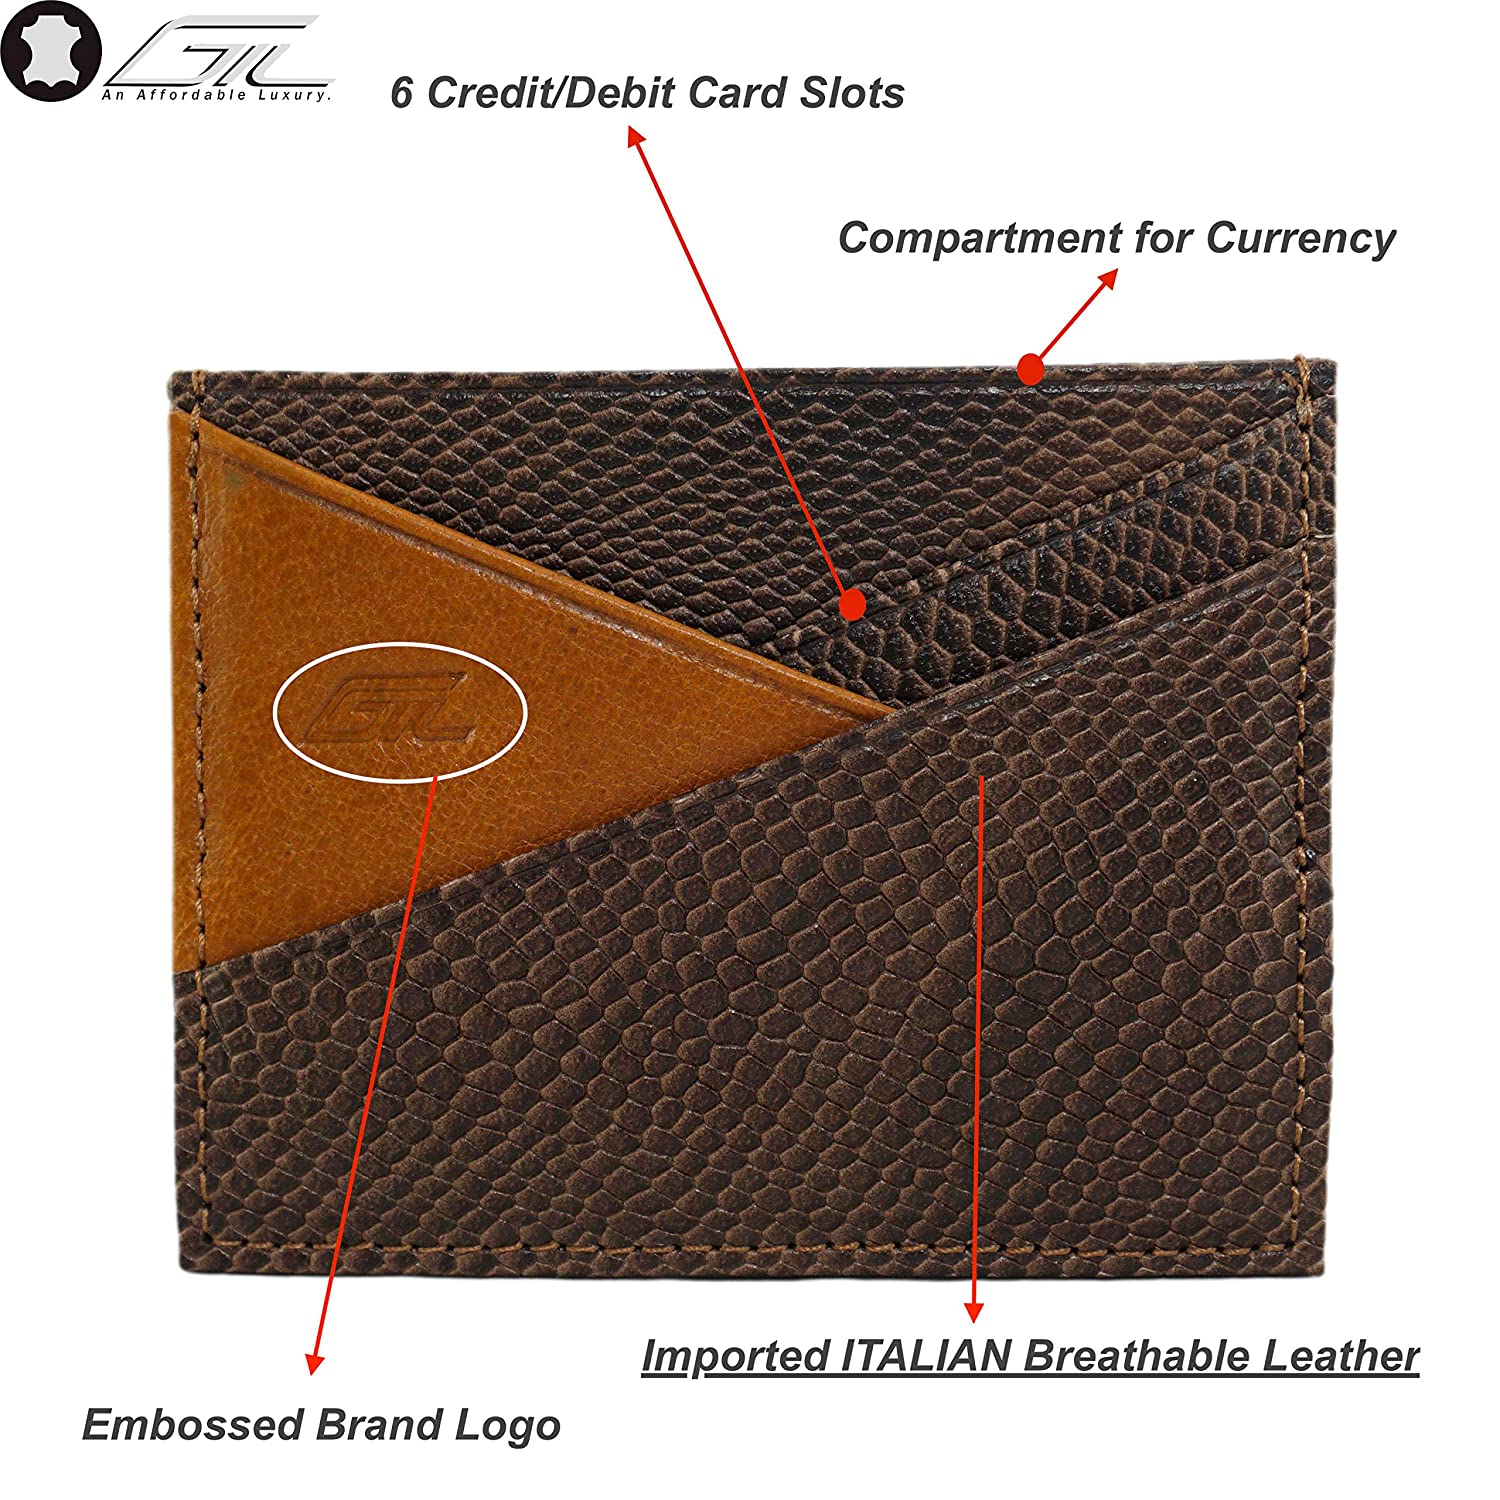 GTL
An Affordable Luxury.
6 Credit/Debit Card Slots
Compartment for Currency
GTL
Imported ITALIAN Breathable Leather
Embossed Brand Logo